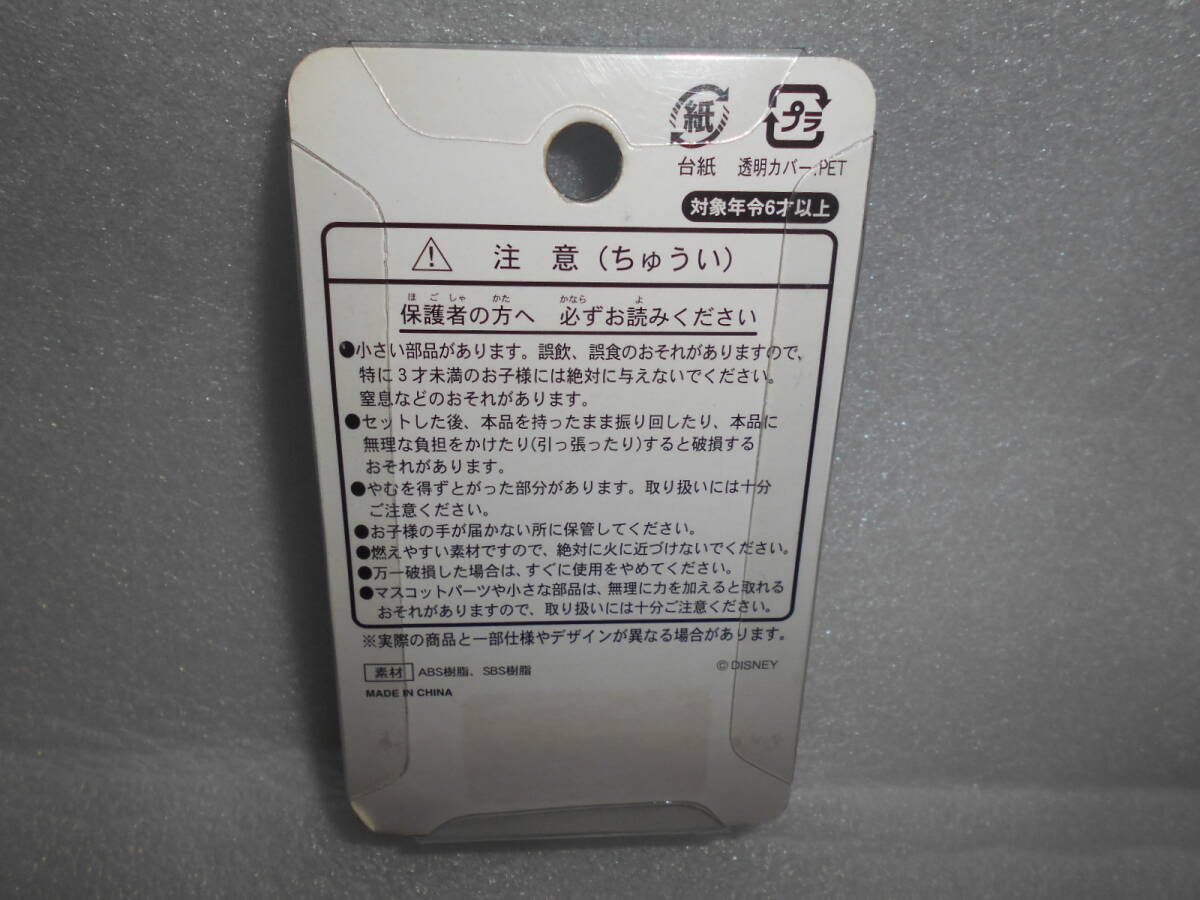 紙 プラ
台紙 透明カバー:PET
対象年令6才以上
注 意 (ちゅうい)
ほ ご しゃ かた かなら よ
保護者の方へ 必ずお読みください
●小さい部品があります。誤飲、誤食のおそれがありますので、
特に3才未満のお子様には絶対に与えないでください。
窒息などのおそれがあります。
●セットした後、本品を持ったまま振り回したり、本品に
無理な負担をかけたり(引っ張ったり)すると破損する
おそれがあります。
●やむを得ずとがった部分があります。取り扱いには十分
ご注意ください。
●お子様の手が届かない所に保管してください。
●燃えやすい素材ですので、絶対に火に近づけないでください。
●万一破損した場合は、すぐに使用をやめてください。
●マスコットパーツや小さな部品は、無理に力を加えると取れる
おそれがありますので、取り扱いには十分ご注意ください。
※実際の商品と一部仕様やデザインが異なる場合があります。
素材 ABS樹脂、SBS樹脂 ©DISNEY
MADE IN CHINA